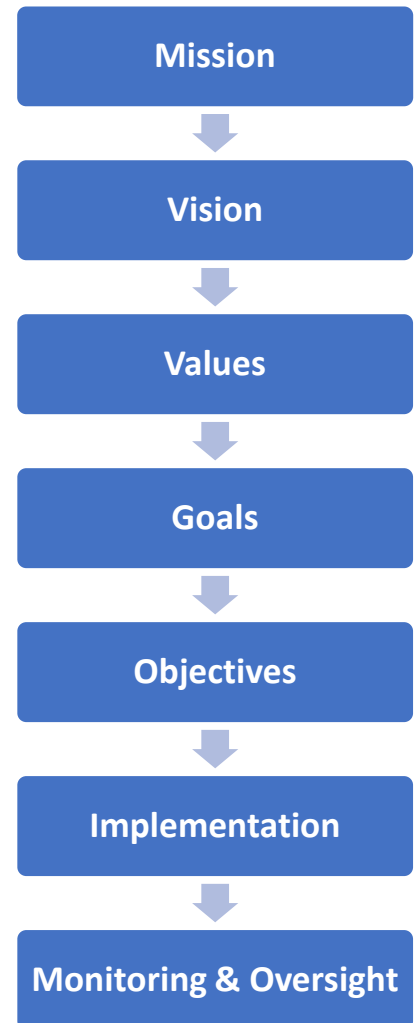 Mission
Vision
Values
Goals
Objectives
Implementation
Monitoring & Oversight